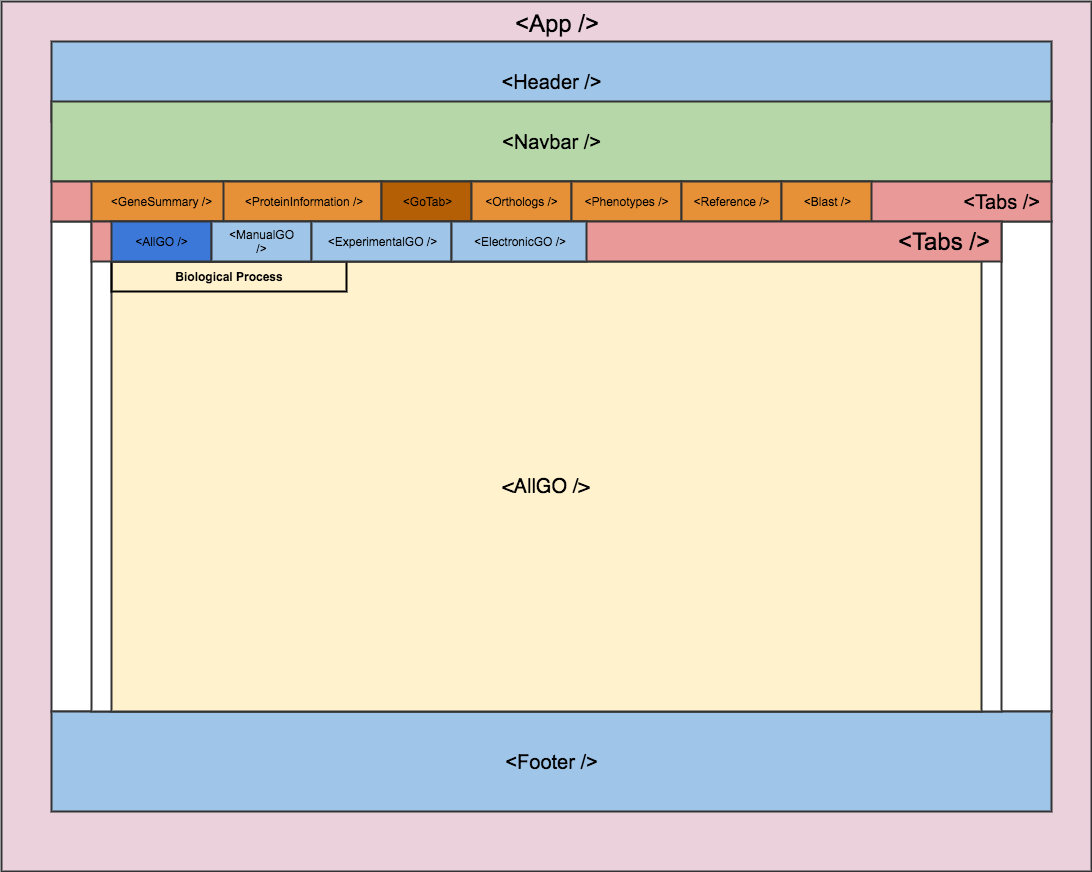 <App />
<Header />
<Navbar />
<GeneSummary /> <ProteinInformation /> <GoTab> <Orthologs /> <Phenotypes /> <Reference /> <Blast /> <Tabs />
<AllGO /> <ManualGO
/> <ExperimentalGO /> <ElectronicGO /> <Tabs />
Biological Process
<AllGO />
<Footer />